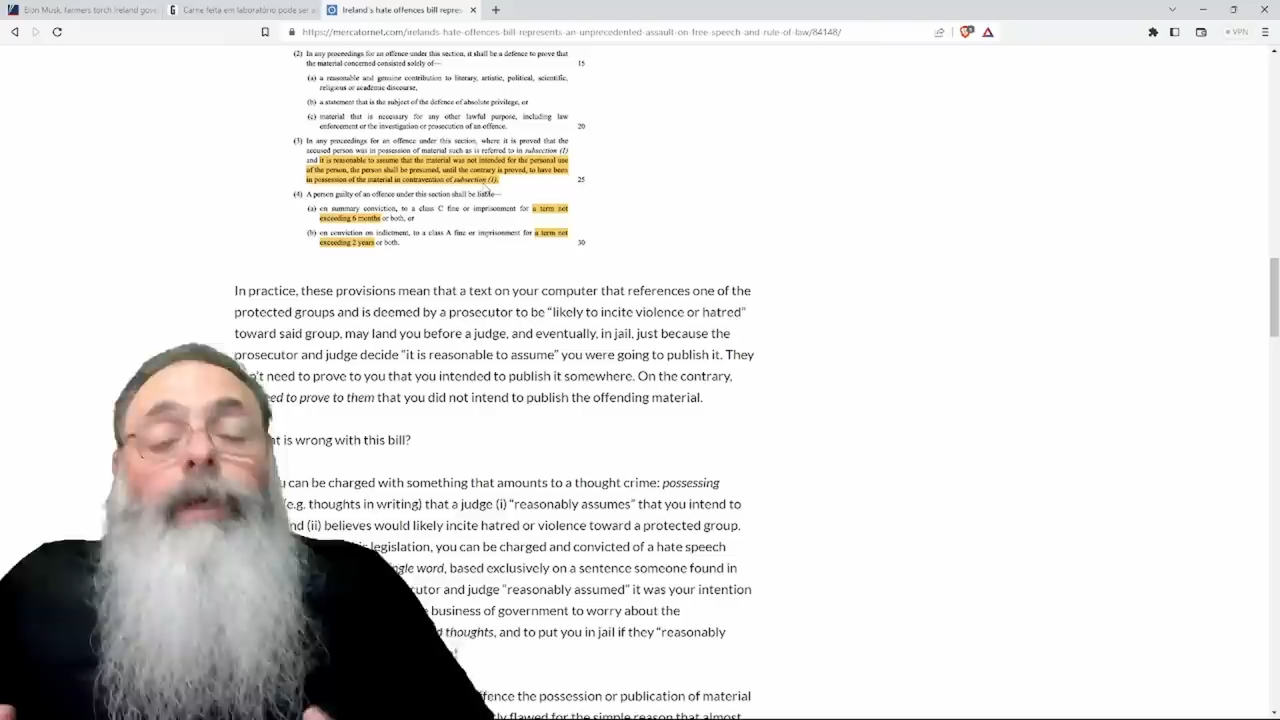 Elon Musk, farmers torch Ireland gove
Carne feita em laboratório pode ser a
Ireland's hate offences bill repres
https://mercatornet.com/irelands-hate-offences-bill-represents-an-unprecedented-assault-on-free-speech-and-rule-of-law/84148/
VPN
(2) In any proceedings for an offence under this section, it shall be a defence to prove that
the material concerned consisted solely of— 15
(a) a reasonable and genuine contribution to literary, artistic, political, scientific,
religious or academic discourse,
(b) a statement that is the subject of the defence of absolute privilege, or
(c) material that is necessary for any other lawful purpose, including law
enforcement or the investigation or prosecution of an offence. 20
(3) In any proceedings for an offence under this section, where it is proved that the
accused person was in possession of material such as is referred to in subsection (1)
and it is reasonable to assume that the material was not intended for the personal use
of the person, the person shall be presumed, until the contrary is proved, to have been
in possession of the material in contravention of subsection (1). 25
(4) A person guilty of an offence under this section shall be liable—
(a) on summary conviction, to a class C fine or imprisonment for a term not
exceeding 6 months or both, or
(b) on conviction on indictment, to a class A fine or imprisonment for a term not
exceeding 2 years or both. 30
In practice, these provisions mean that a text on your computer that references one of the
protected groups and is deemed by a prosecutor to be “likely to incite violence or hatred”
toward said group, may land you before a judge, and eventually, in jail, just because the
prosecutor and judge decide “it is reasonable to assume” you were going to publish it. They
't need to prove to you that you intended to publish it somewhere. On the contrary,
ed to prove to them that you did not intend to publish the offending material.
t is wrong with this bill?
u can be charged with something that amounts to a thought crime: possessing
(e.g. thoughts in writing) that a judge (i) “reasonably assumes” that you intend to
nd (ii) believes would likely incite hatred or violence toward a protected group.
is legislation, you can be charged and convicted of a hate speech
ngle word, based exclusively on a sentence someone found in
cutor and judge “reasonably assumed” it was your intention
e business of government to worry about the
d thoughts, and to put you in jail if they “reasonably
ffence the possession or publication of material
tly flawed for the simple reason that almost